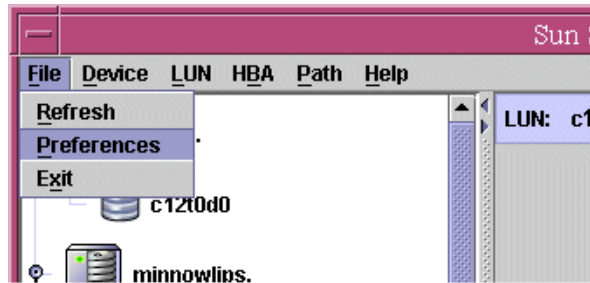 Sun
File Device LUN HBA Path Help
Refresh
Preferences
Exit
LUN: c1
c12t0d0
minnowlips.